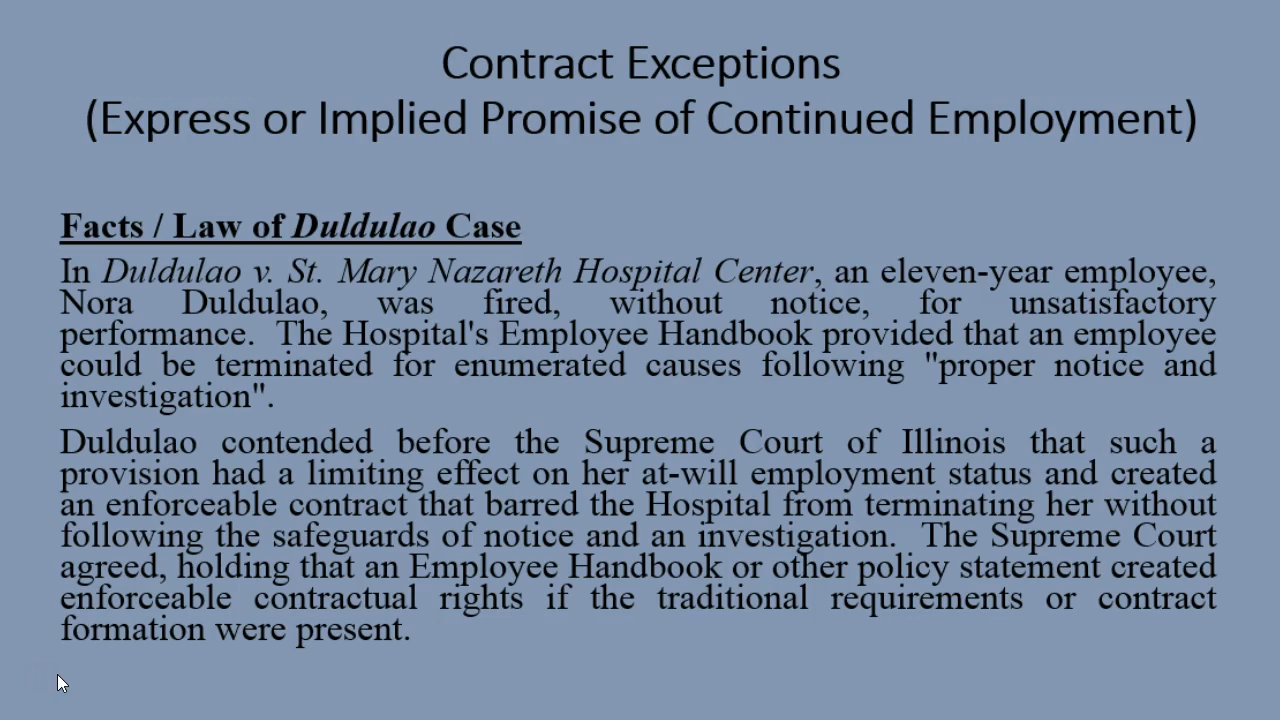 Contract Exceptions
(Express or Implied Promise of Continued Employment)
Facts / Law of Duldulao Case
In Duldulao v. St. Mary Nazareth Hospital Center, an eleven-year employee,
Nora Duldulao, was fired, without notice, for unsatisfactory
performance.  The Hospital's Employee Handbook provided that an employee
could be terminated for enumerated causes following "proper notice and
investigation".
Duldulao contended before the Supreme Court of Illinois that such a
provision had a limiting effect on her at-will employment status and created
an enforceable contract that barred the Hospital from terminating her without
following the safeguards of notice and an investigation.  The Supreme Court
agreed, holding that an Employee Handbook or other policy statement created
enforceable contractual rights if the traditional requirements or contract
formation were present.